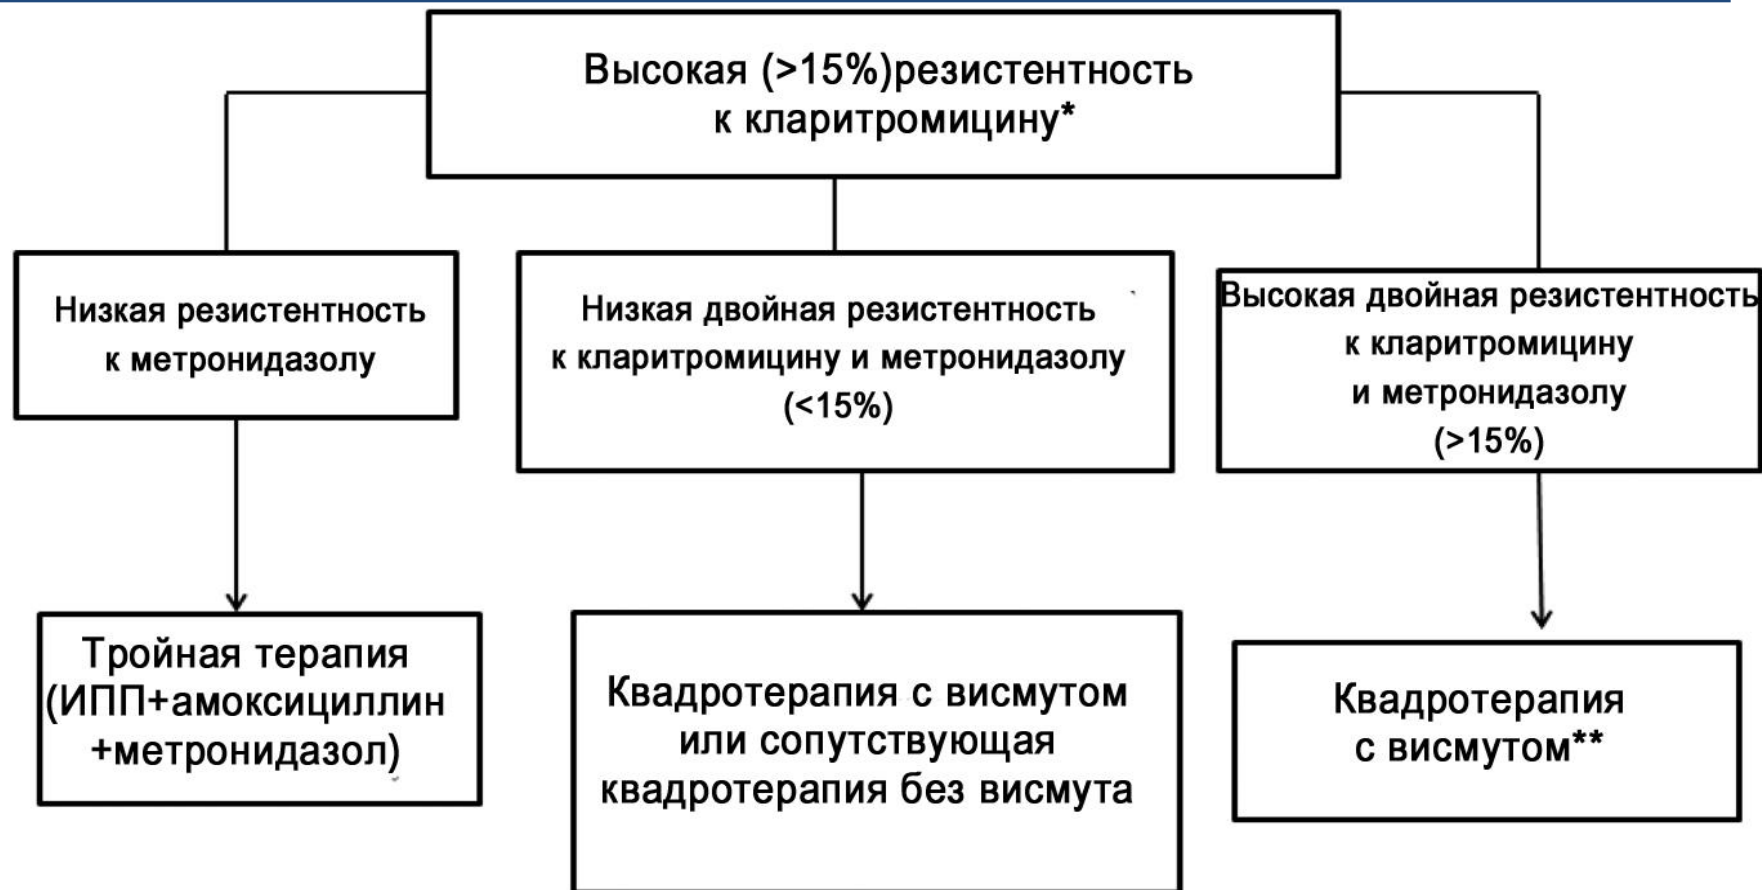 Высокая (>15%)резистентность
к кларитромицину*
Низкая резистентность
к метронидазолу
Низкая двойная резистентность
к кларитромицину и метронидазолу
(<15%)
Высокая двойная резистентность
к кларитромицину
и метронидазолу
(>15%)
Тройная терапия
(ИПП+амоксициллин
+метронидазол)
Квадротерапия с висмутом
или сопутствующая
квадротерапия без висмута
Квадротерапия
с висмутом**